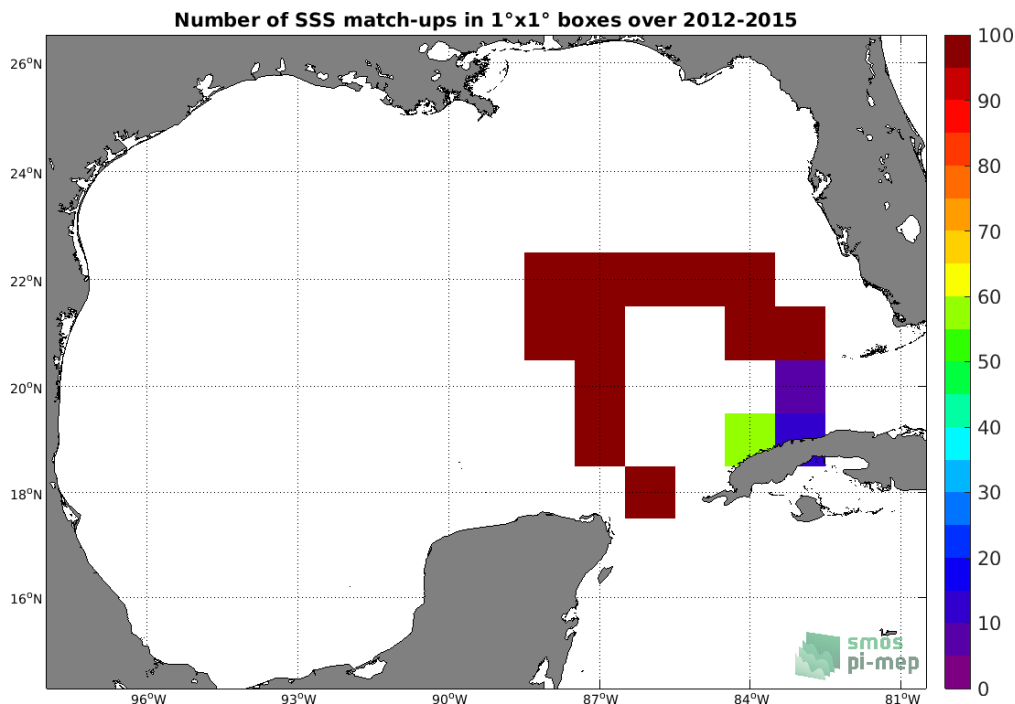 Number of SSS match-ups in 1°x1° boxes over 2012-2015
26°N
24°N
22°N
20°N
18°N
16°N
96°W
93°W
90°W
87°W
84°W
81°W
100
90
80
70
60
50
40
30
20
10
0
smos
pi-mep